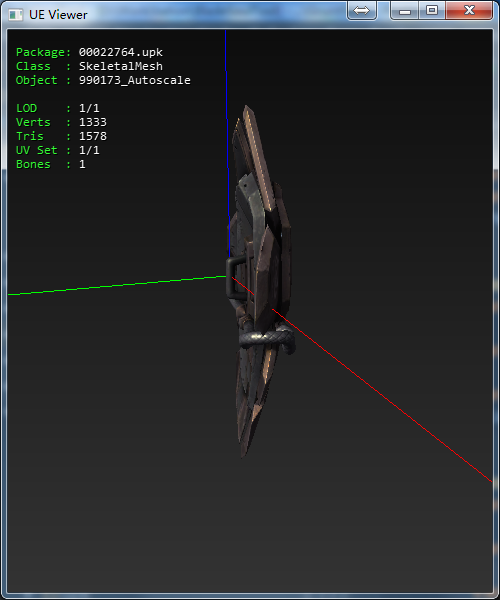 UE Viewer
Package: 00022764.upk
Class : SkeletalMesh
Object : 990173_Autoscale
LOD : 1/1
Verts : 1333
Tris : 1578
UV Set : 1/1
Bones : 1